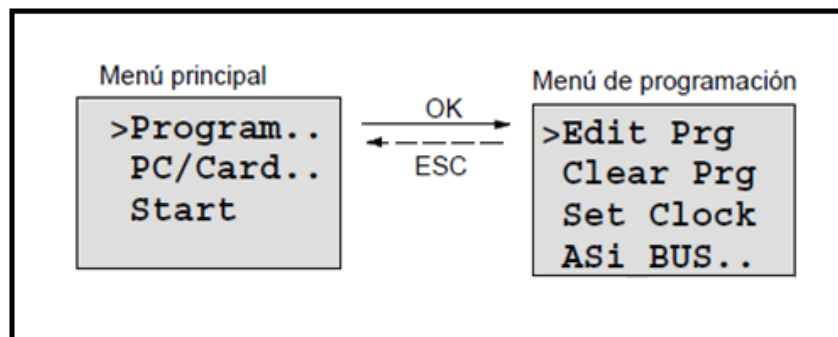 Menú principal
>Program..
PC/Card..
Start
OK
ESC
Menú de programación
>Edit Prg
Clear Prg
Set Clock
ASi BUS..